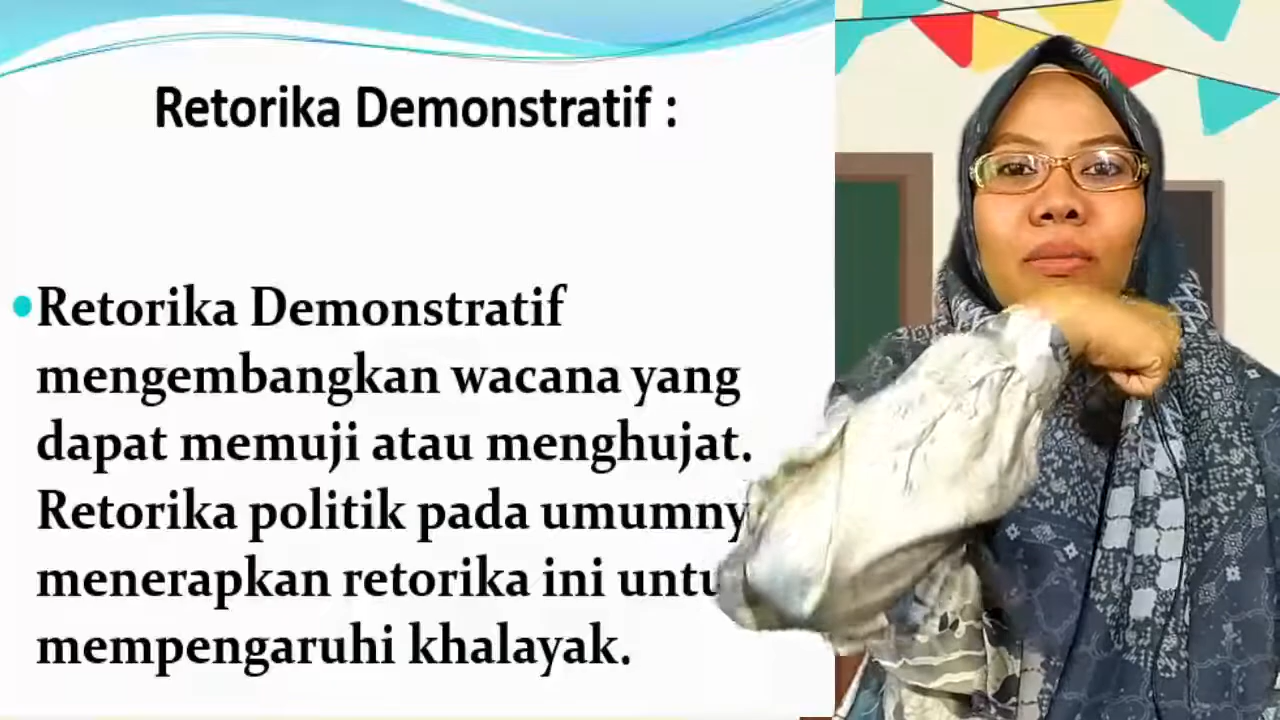 Retorika Demonstratif :
•Retorika Demonstratif
mengembangkan wacana yang
dapat memuji atau menghujat.
Retorika politik pada umumny
menerapkan retorika ini untu
mempengaruhi khalayak.